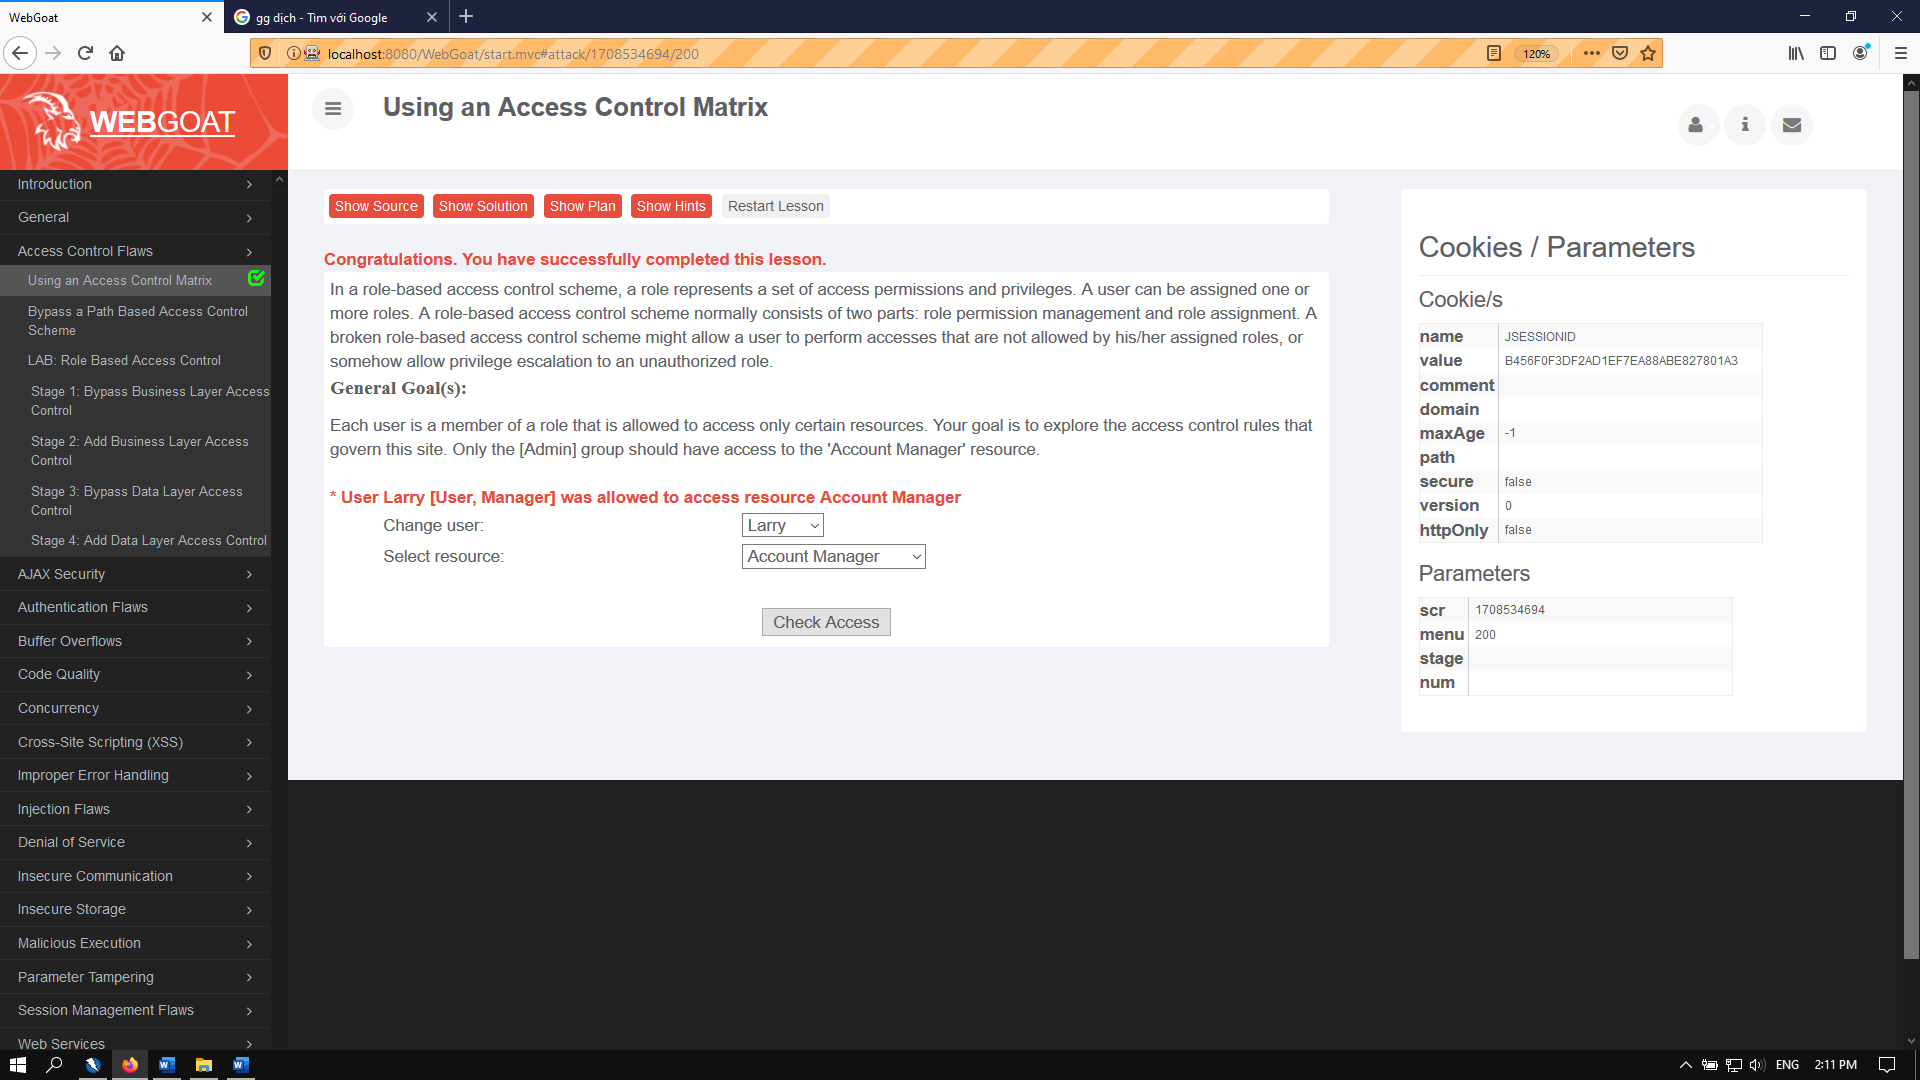 WebGoat
gg dịch - Tìm với Google
localhost:8080/WebGoat/start.mvc#attack/1708534694/200
120%
WEBGOAT
Using an Access Control Matrix
Introduction
General
Access Control Flaws
Using an Access Control Matrix
Bypass a Path Based Access Control
Scheme
LAB: Role Based Access Control
Stage 1: Bypass Business Layer Access
Control
Stage 2: Add Business Layer Access
Control
Stage 3: Bypass Data Layer Access
Control
Stage 4: Add Data Layer Access Control
AJAX Security
Authentication Flaws
Buffer Overflows
Code Quality
Concurrency
Cross-Site Scripting (XSS)
Improper Error Handling
Injection Flaws
Denial of Service
Insecure Communication
Insecure Storage
Malicious Execution
Parameter Tampering
Session Management Flaws
Web Services
Show Source Show Solution Show Plan Show Hints Restart Lesson
Congratulations. You have successfully completed this lesson.
In a role-based access control scheme, a role represents a set of access permissions and privileges. A user can be assigned one or
more roles. A role-based access control scheme normally consists of two parts: role permission management and role assignment. A
broken role-based access control scheme might allow a user to perform accesses that are not allowed by his/her assigned roles, or
somehow allow privilege escalation to an unauthorized role.
General Goal(s):
Each user is a member of a role that is allowed to access only certain resources. Your goal is to explore the access control rules that
govern this site. Only the [Admin] group should have access to the 'Account Manager' resource.
* User Larry [User, Manager] was allowed to access resource Account Manager
Change user: Larry
Select resource: Account Manager
Check Access
Cookies / Parameters
Cookie/s
name JSESSIONID
value B456F0F3DF2AD1EF7EA88ABE827801A3
comment
domain
maxAge -1
path
secure false
version 0
httpOnly false
Parameters
scr 1708534694
menu 200
stage
num
ENG 2:11 PM